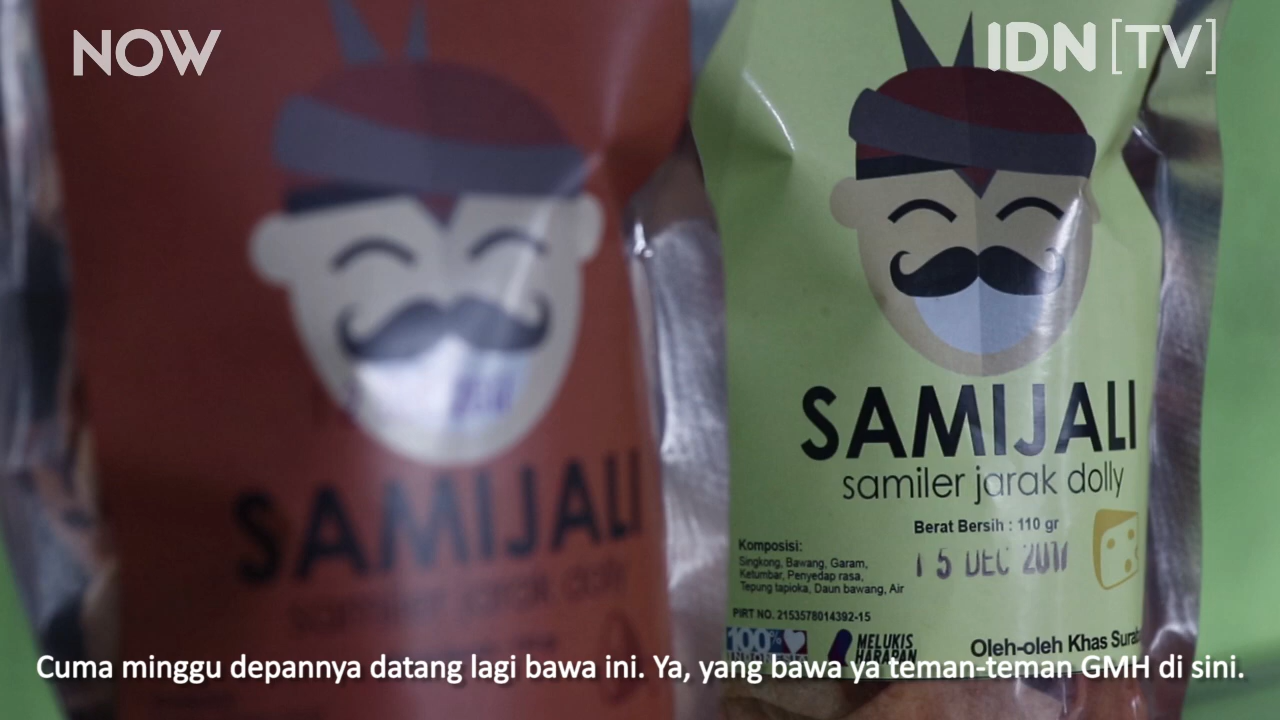 NOW
IDN [TV]
SAMIJALI
SAMIJALI
samiler jarak dolly
Berat Bersih : 110 gr
15 DEC 2017
Komposisi:
Singkong, Bawang, Garam,
Ketumbar, Penyedap rasa,
Tepung tapioka, Daun bawang, Air
PIRT NO. 2153578014392-15
100%
MELUKIS
HARAPAN
Oleh-oleh Khas Surab
Cuma minggu depannya datang lagi bawa ini. Ya, yang bawa ya teman-teman GMH di sini.